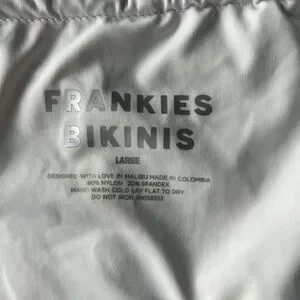 FRANKIES
BIKINIS
LARGE
DESIGNED WITH LOVE IN MALIBU MADE IN COLOMBIA
80% NYLON 20% SPANDEX
HAND WASH COLD LAY FLAT TO DRY
DO NOT IRON